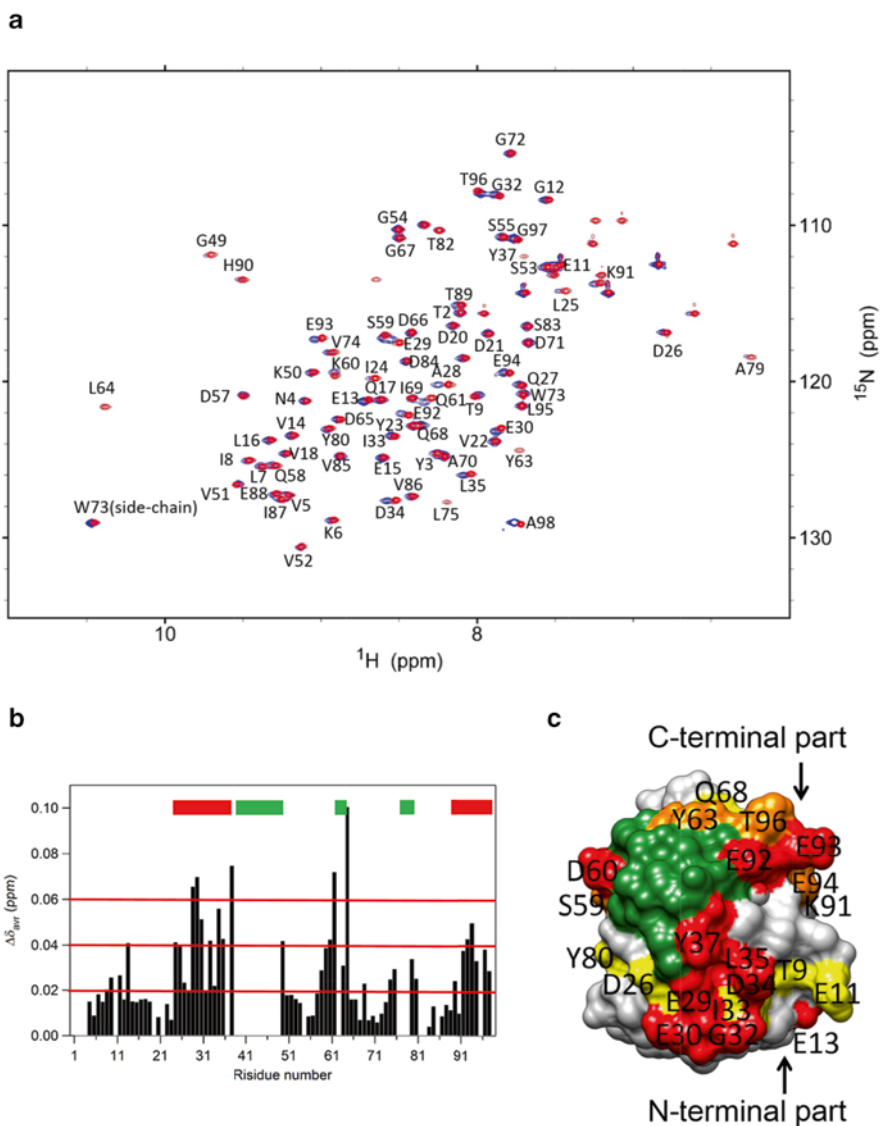 a
G72
T96
G32
G12
G54
G67
T82
S55
G97
Y37
S53
E11
K91
L25
G49
H90
T89
T2
D66
S59
E29
D20
D21
S83
D71
D26
A79
E93
V74
K60
K50
I24
D84
A28
E94
Q27
W73
L95
L64
D57
N4
E13
Q17
I69
Q61
T9
E92
D65
Y23
Q68
E30
V14
L16
Y80
I33
V22
Y63
I8
V18
V85
E15
Y3
A70
L35
L7
Q58
V51
E88
V5
I87
V86
D34
L75
A98
K6
W73(side-chain)
V52
110
120
130
¹⁵N (ppm)
10
8
¹H (ppm)
b
Δδavr (ppm)
0.10
0.08
0.06
0.04
0.02
0.00
1
11
21
31
41
51
61
71
81
91
Risidue number
c
C-terminal part
Q68
Y63
T96
E93
E92
D60
E94
S59
K91
Y37
L35
Y80
T9
D26
D34
E29
E11
I33
E30
G32
E13
N-terminal part